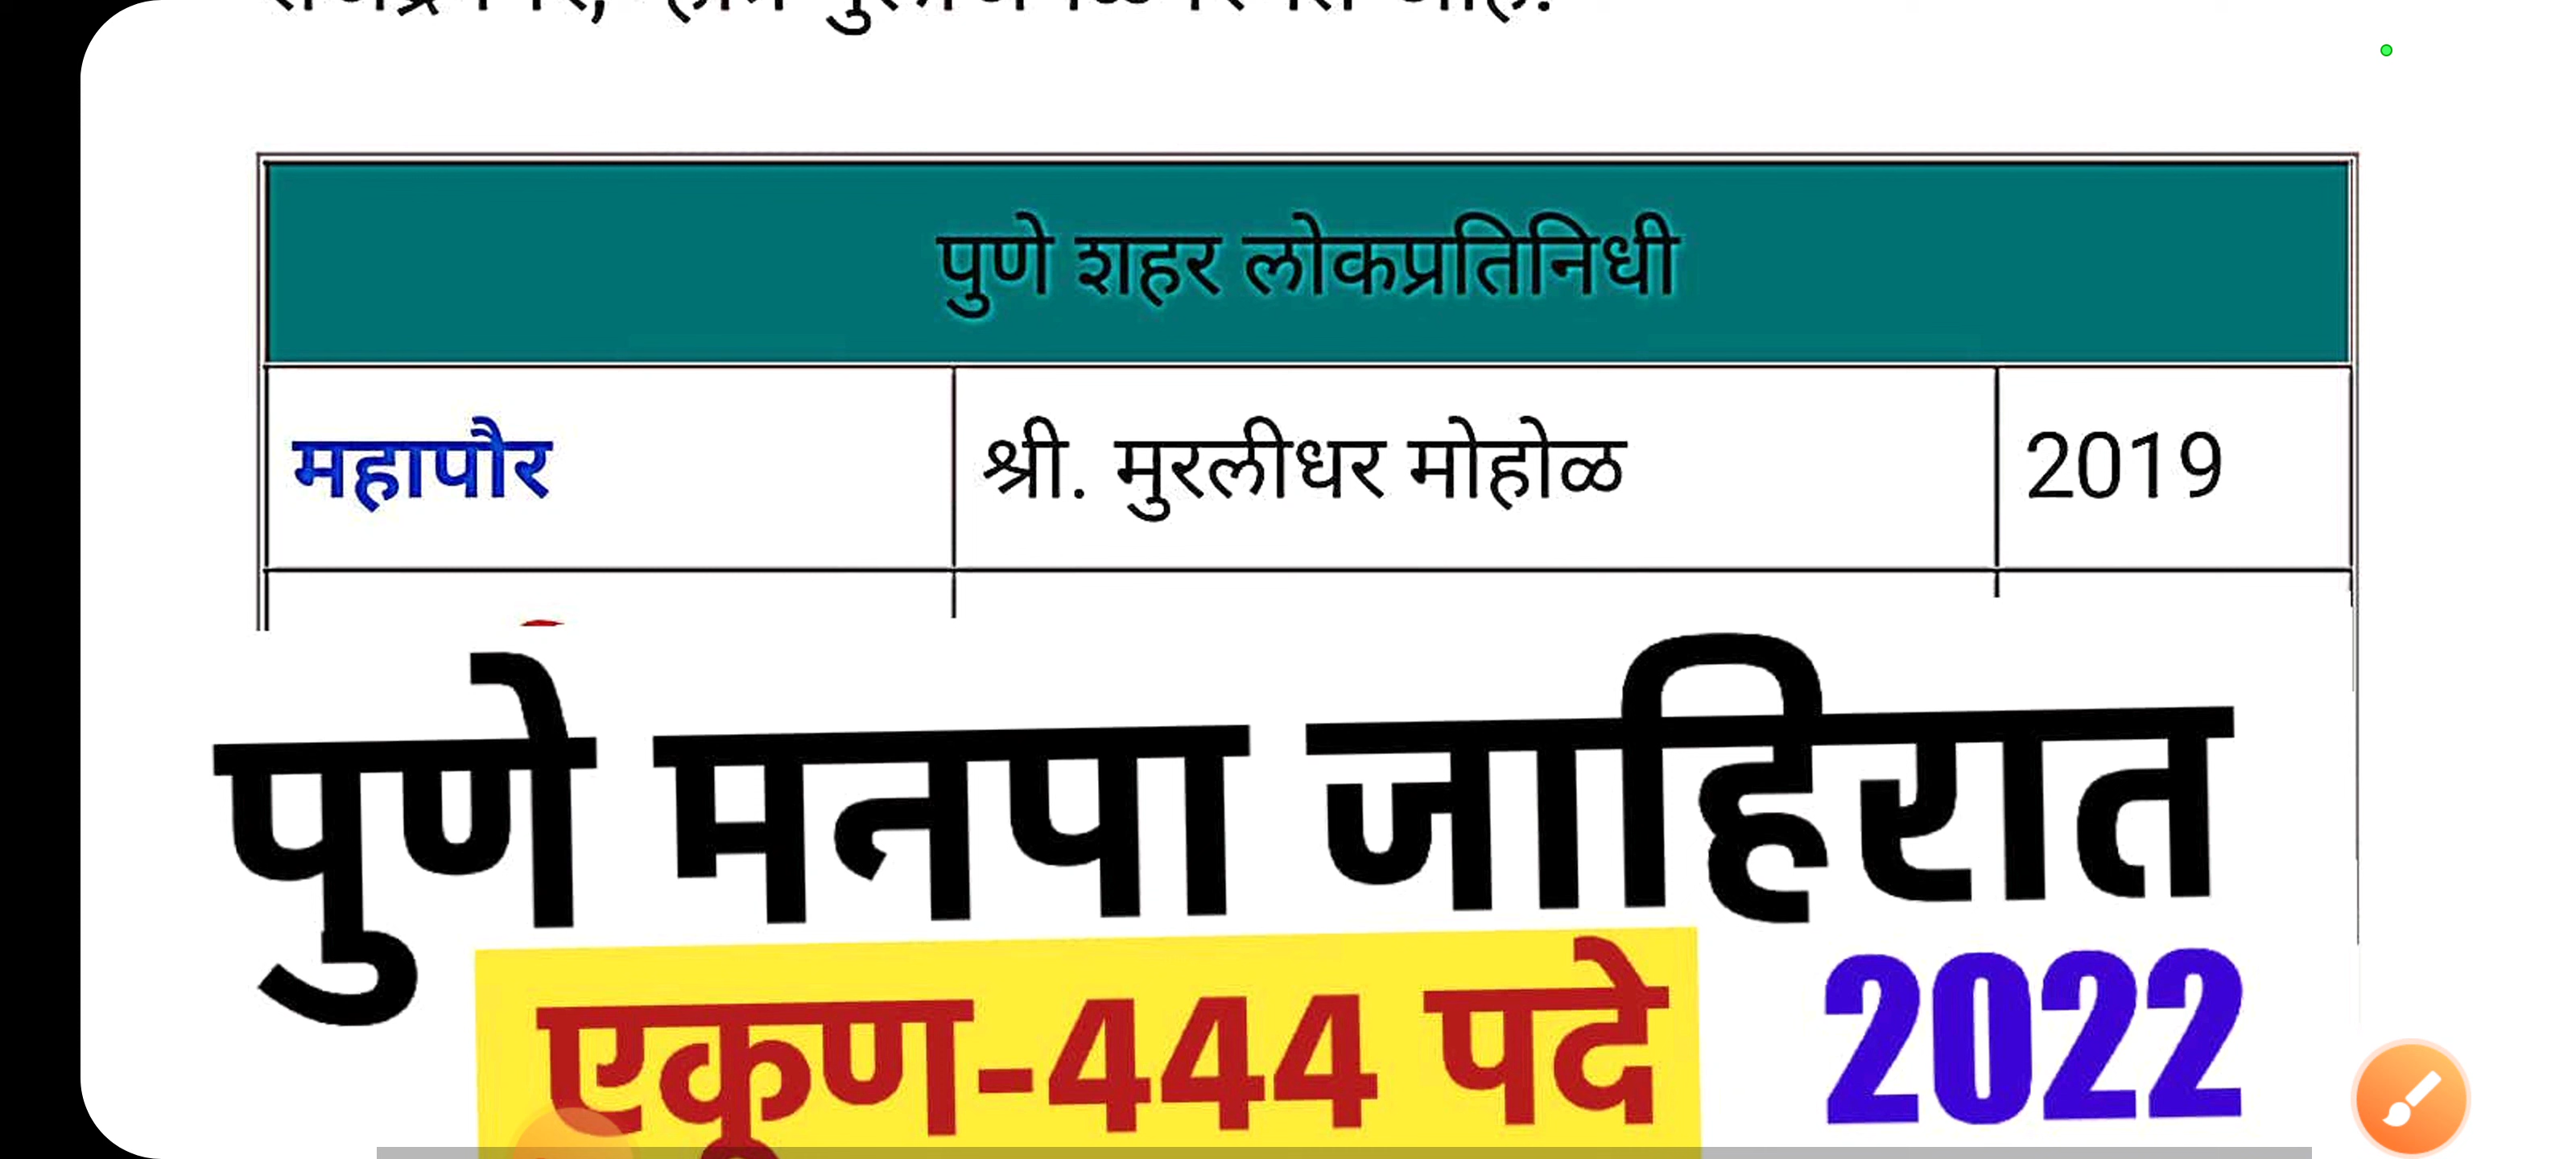 पुणे शहर लोकप्रतिनिधी
महापौर श्री. मुरलीधर मोहोळ 2019
पुणे मनपा जाहिरात
एकूण-444 पदे 2022